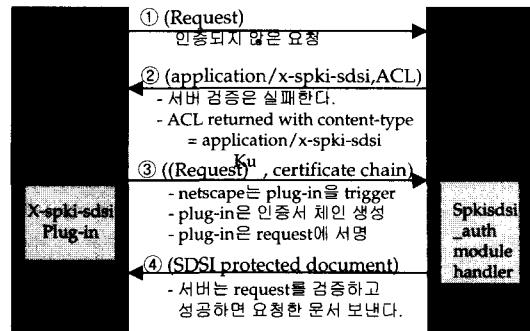 ① (Request)
인증되지 않은 요청
② (application/x-spki-sdsi,ACL)
- 서버 검증은 실패한다.
- ACL returned with content-type
= application/x-spki-sdsi
Ku
③ ((Request) , certificate chain)
- netscape는 plug-in을 trigger
- plug-in은 인증서 체인 생성
- plug-in은 request에 서명
X-spki-sdsi
Plug-in
Spkisdsi
_auth
module
handler
④ (SDSI protected document)
- 서버는 request를 검증하고
성공하면 요청한 문서 보낸다.